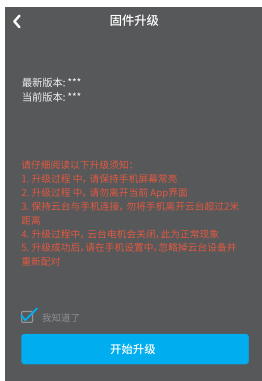 固件升级
最新版本: ***
当前版本: ***
请仔细阅读以下升级须知：
1. 升级过程 中, 请保持手机屏幕常亮
2. 升级过程 中, 请勿离开当前 App界面
3. 保持云台与手机连接, 勿将手机离开云台超过2米
距离
4. 升级过程中, 云台电机会关闭, 此为正常现象
5. 升级成功后, 请在手机设置中, 忽略掉云台设备并
重新配对
我知道了
开始升级